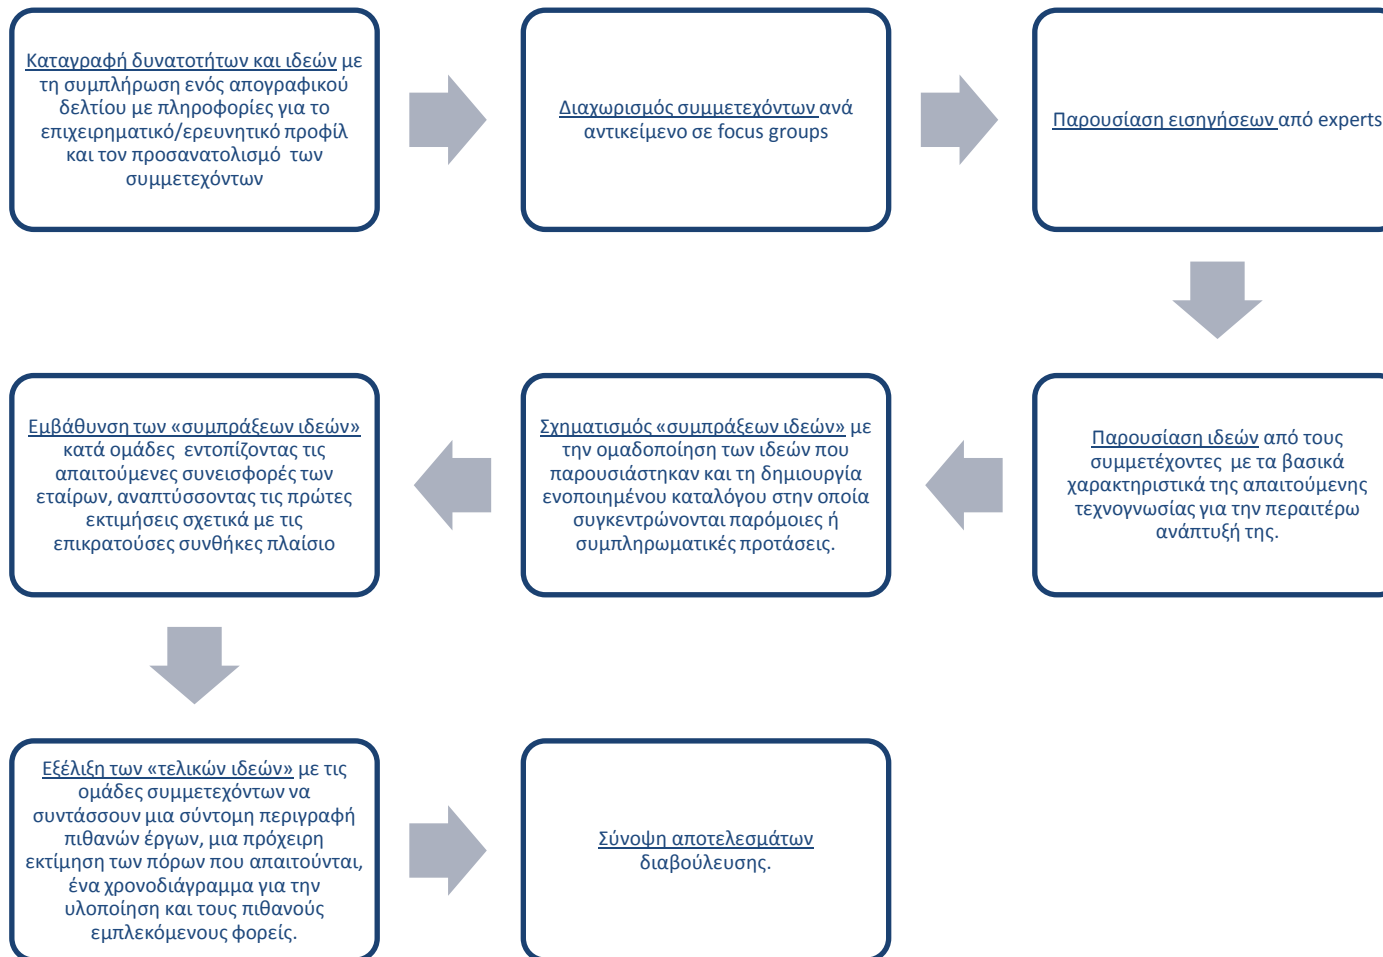 Καταγραφή δυνατοτήτων και ιδεών με
τη συμπλήρωση ενός απογραφικού
δελτίου με πληροφορίες για το
επιχειρηματικό/ερευνητικό προφίλ
και τον προσανατολισμό των
συμμετεχόντων
Διαχωρισμός συμμετεχόντων ανά
αντικείμενο σε focus groups
Παρουσίαση εισηγήσεων από experts
Παρουσίαση ιδεών από τους
συμμετέχοντες με τα βασικά
χαρακτηριστικά της απαιτούμενης
τεχνογνωσίας για την περαιτέρω
ανάπτυξή της.
Σχηματισμός «συμπράξεων ιδεών» με
την ομαδοποίηση των ιδεών που
παρουσιάστηκαν και τη δημιουργία
ενοποιημένου καταλόγου στην οποία
συγκεντρώνονται παρόμοιες ή
συμπληρωματικές προτάσεις.
Εμβάθυνση των «συμπράξεων ιδεών»
κατά ομάδες εντοπίζοντας τις
απαιτούμενες συνεισφορές των
εταίρων, αναπτύσσοντας τις πρώτες
εκτιμήσεις σχετικά με τις
επικρατούσες συνθήκες πλαίσιο
Εξέλιξη των «τελικών ιδεών» με τις
ομάδες συμμετεχόντων να
συντάσσουν μια σύντομη περιγραφή
πιθανών έργων, μια πρόχειρη
εκτίμηση των πόρων που απαιτούνται,
ένα χρονοδιάγραμμα για την
υλοποίηση και τους πιθανούς
εμπλεκόμενους φορείς.
Σύνοψη αποτελεσμάτων
διαβούλευσης.